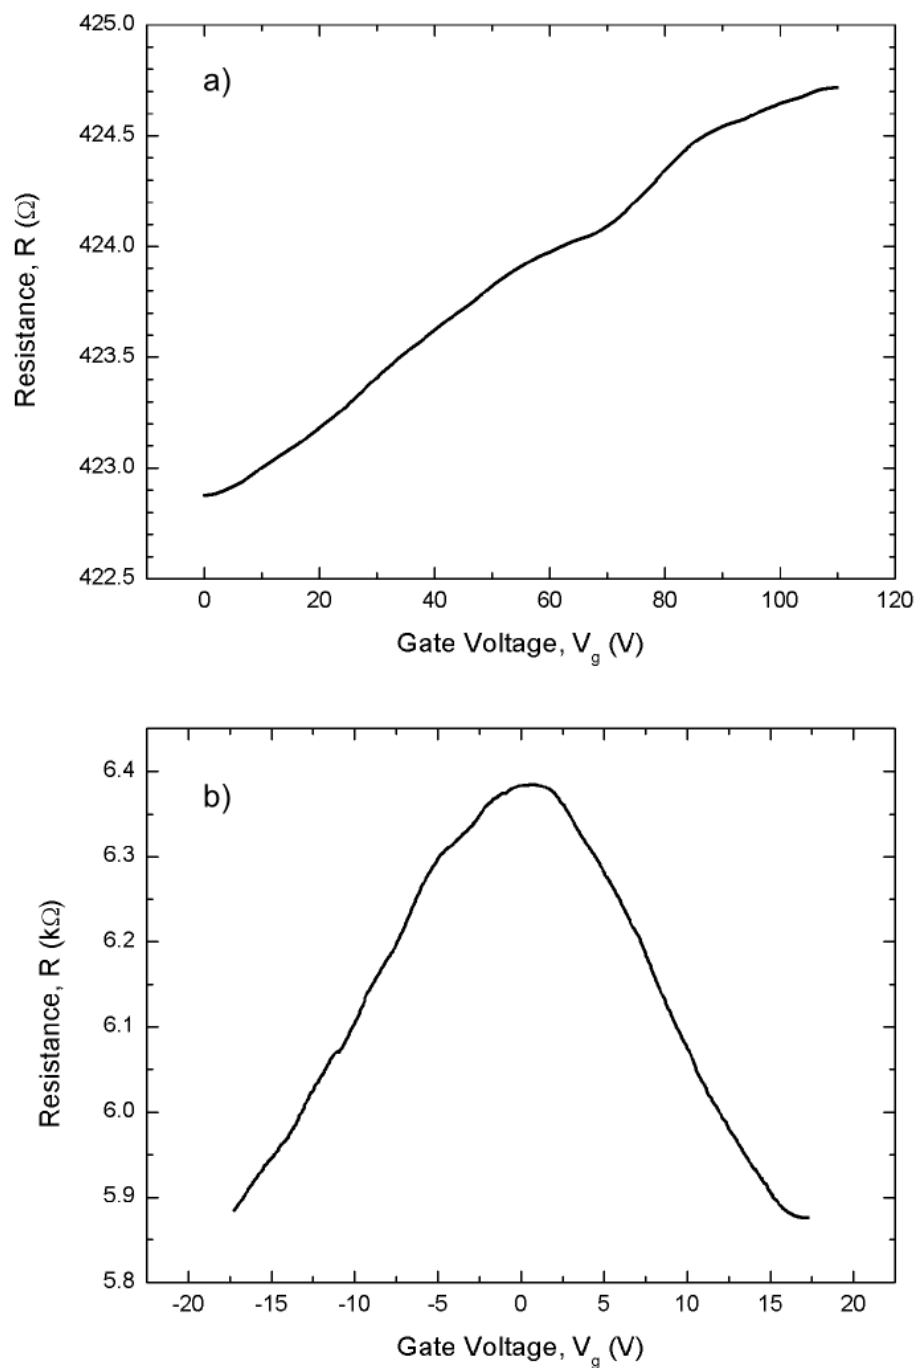 a)
Resistance, R (Ω)
425.0
424.5
424.0
423.5
423.0
422.5
0 20 40 60 80 100 120
Gate Voltage, Vg (V)
b)
Resistance, R (kΩ)
6.4
6.3
6.2
6.1
6.0
5.9
5.8
-20 -15 -10 -5 0 5 10 15 20
Gate Voltage, Vg (V)